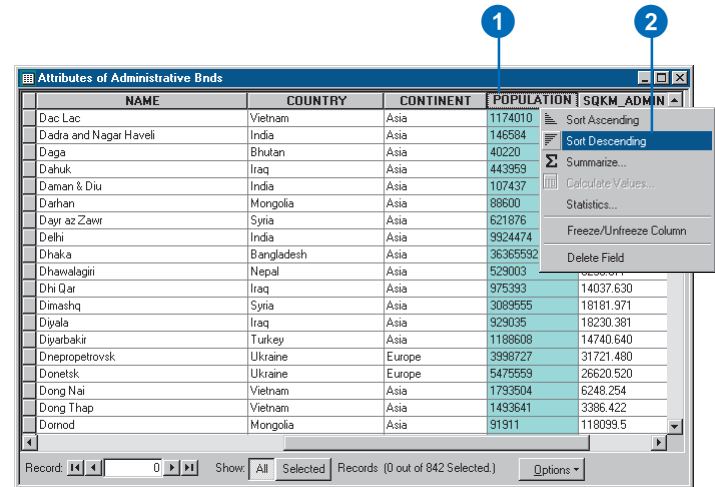 1 2
Attributes of Administrative Bnds
NAME COUNTRY CONTINENT POPULATION SQKM_ADMIN
Dac Lac Vietnam Asia 1174010
Dadra and Nagar Haveli India Asia 146584
Daga Bhutan Asia 40220
Dahuk Iraq Asia 443959
Daman & Diu India Asia 107437
Darhan Mongolia Asia 88600
Dayr az Zawr Syria Asia 621876
Delhi India Asia 9924474
Dhaka Bangladesh Asia 36365592
Dhawalagiri Nepal Asia 529003
Dhi Qar Iraq Asia 975393 14037.630
Dimashq Syria Asia 3089555 18181.971
Diyala Iraq Asia 929035 18230.381
Diyarbakir Turkey Asia 1188608 14740.640
Dnepropetrovsk Ukraine Europe 3998727 31721.480
Donetsk Ukraine Europe 5475559 26620.520
Dong Nai Vietnam Asia 1793504 6248.254
Dong Thap Vietnam Asia 1493641 3386.422
Dornod Mongolia Asia 91911 118099.5
Sort Ascending
Sort Descending
Summarize...
Calculate Values...
Statistics...
Freeze/Unfreeze Column
Delete Field
Record: 0 Show: All Selected Records (0 out of 842 Selected.) Options